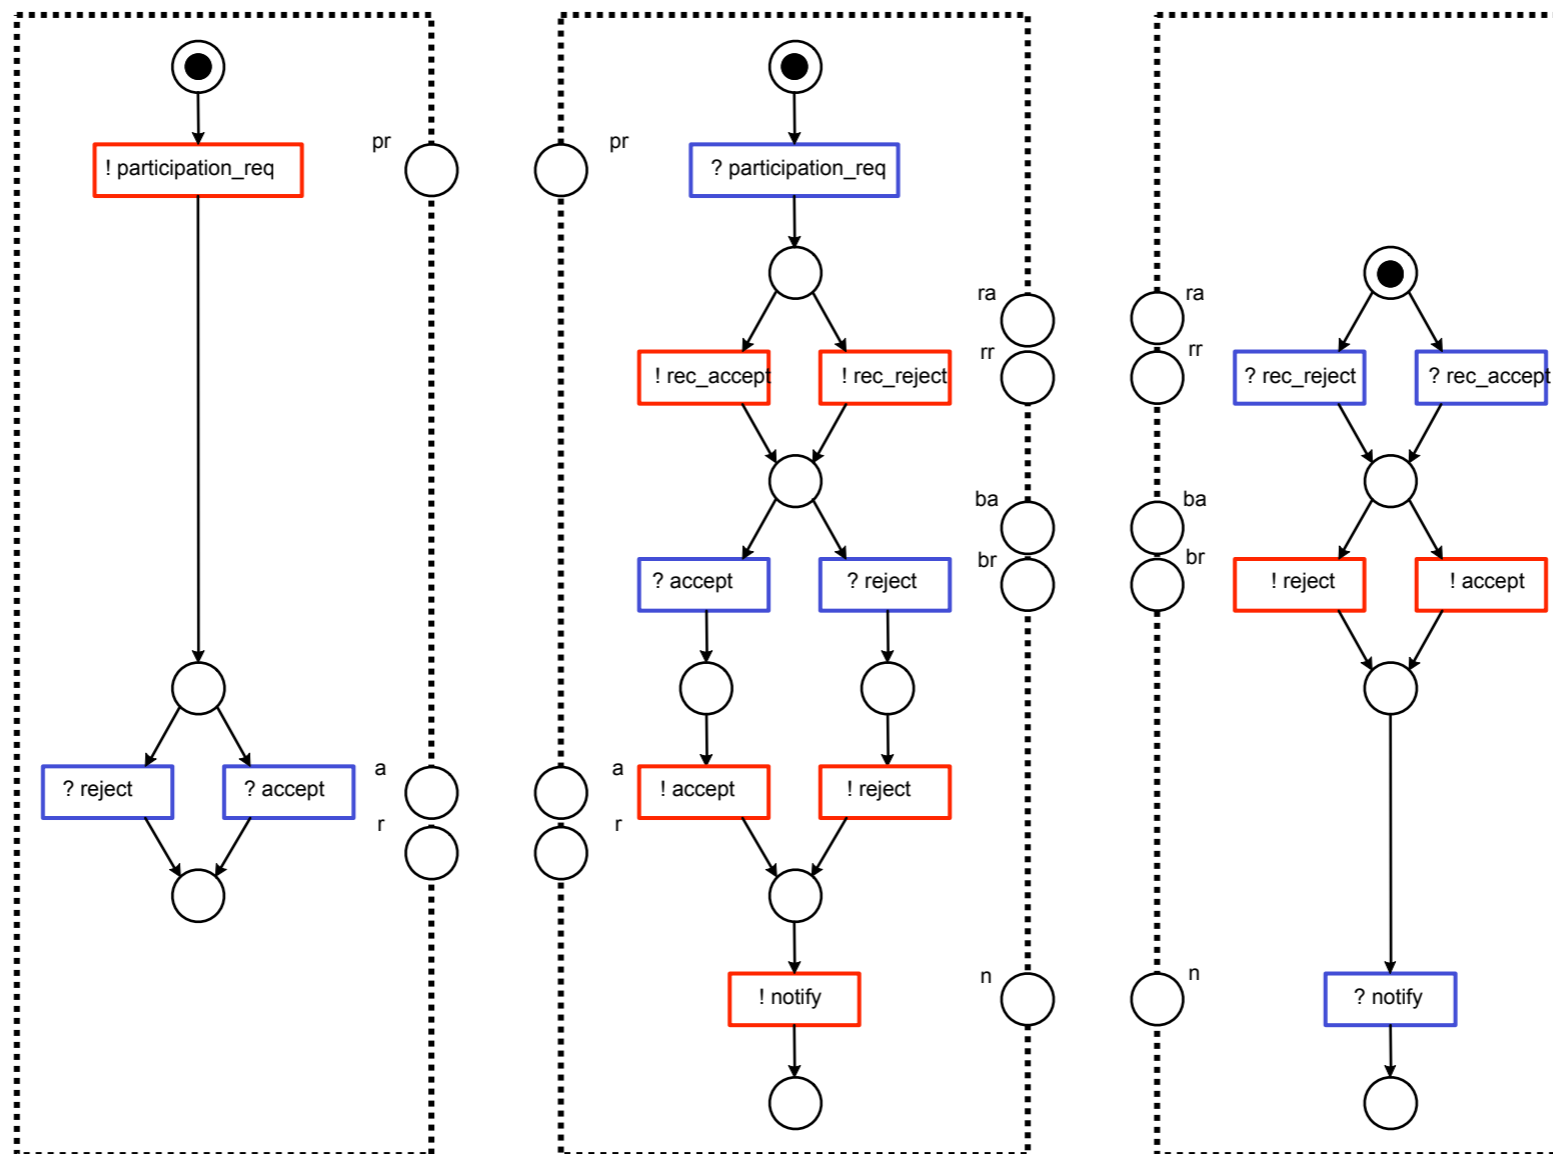 pr
pr
! participation_req
? participation_req
ra
ra
rr
rr
! rec_accept
! rec_reject
? rec_reject
? rec_accept
ba
ba
br
br
? accept
? reject
! reject
! accept
a
a
? reject
? accept
! accept
! reject
r
r
n
n
! notify
? notify